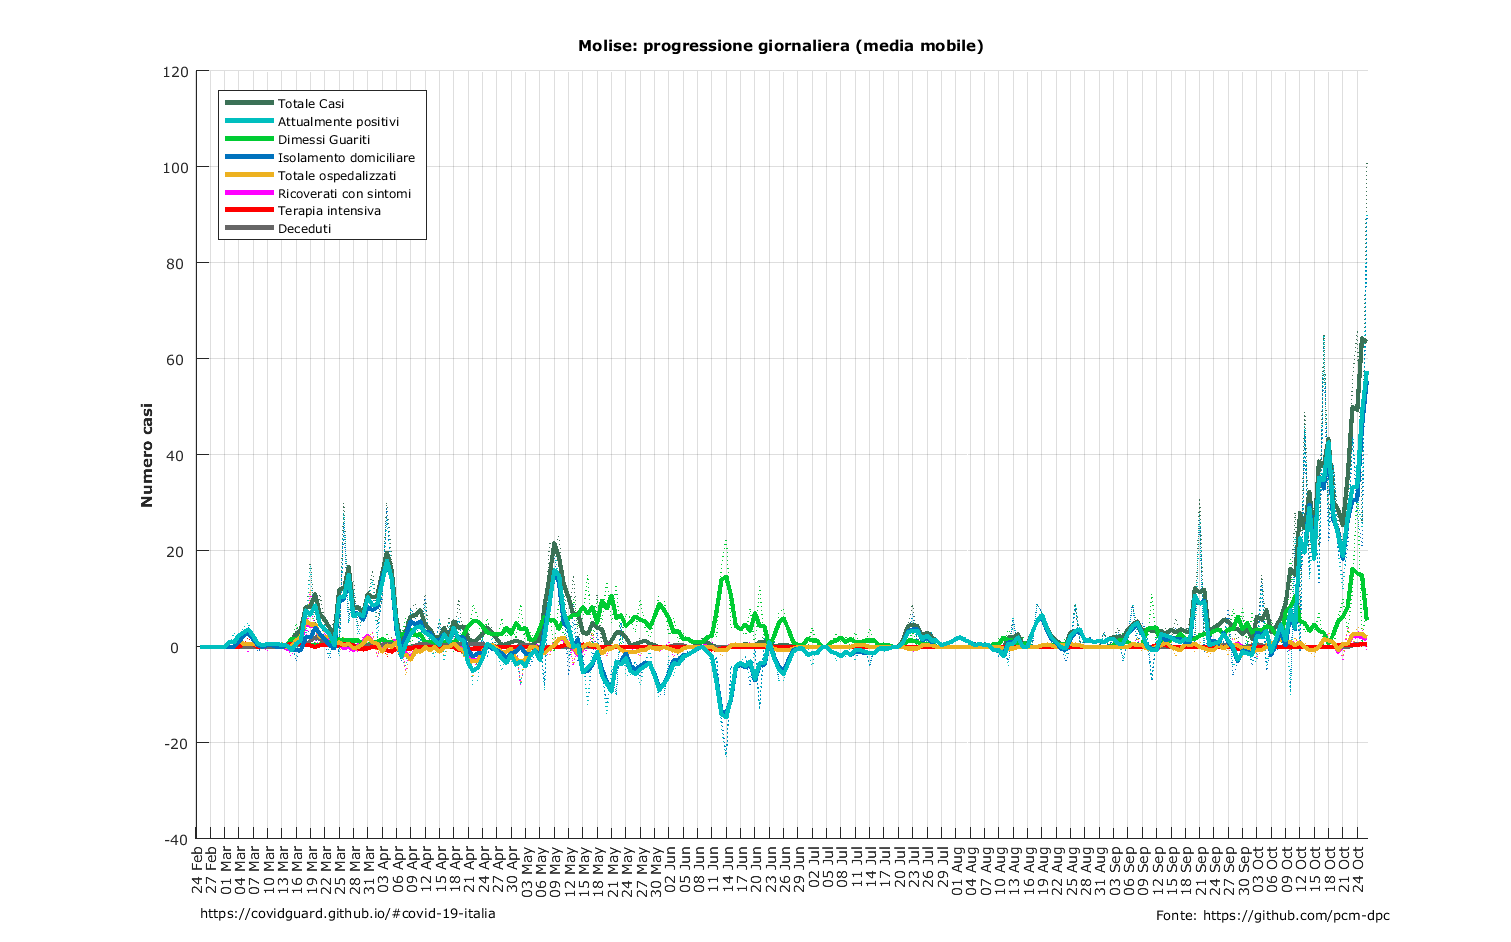 Molise: progressione giornaliera (media mobile)
120
100
80
60
40
20
0
-20
-40
Numero casi
Totale Casi
Attualmente positivi
Dimessi Guariti
Isolamento domiciliare
Totale ospedalizzati
Ricoverati con sintomi
Terapia intensiva
Deceduti
24 Feb
27 Feb
01 Mar
04 Mar
07 Mar
10 Mar
13 Mar
16 Mar
19 Mar
22 Mar
25 Mar
28 Mar
31 Mar
03 Apr
06 Apr
09 Apr
12 Apr
15 Apr
18 Apr
21 Apr
24 Apr
27 Apr
30 Apr
03 May
06 May
09 May
12 May
15 May
18 May
21 May
24 May
27 May
30 May
02 Jun
05 Jun
08 Jun
11 Jun
14 Jun
17 Jun
20 Jun
23 Jun
26 Jun
29 Jun
02 Jul
05 Jul
08 Jul
11 Jul
14 Jul
17 Jul
20 Jul
23 Jul
26 Jul
29 Jul
01 Aug
04 Aug
07 Aug
10 Aug
13 Aug
16 Aug
19 Aug
22 Aug
25 Aug
28 Aug
31 Aug
03 Sep
06 Sep
09 Sep
12 Sep
15 Sep
18 Sep
21 Sep
24 Sep
27 Sep
30 Sep
03 Oct
06 Oct
09 Oct
12 Oct
15 Oct
18 Oct
21 Oct
24 Oct
https://covidguard.github.io/#covid-19-italia
Fonte: https://github.com/pcm-dpc